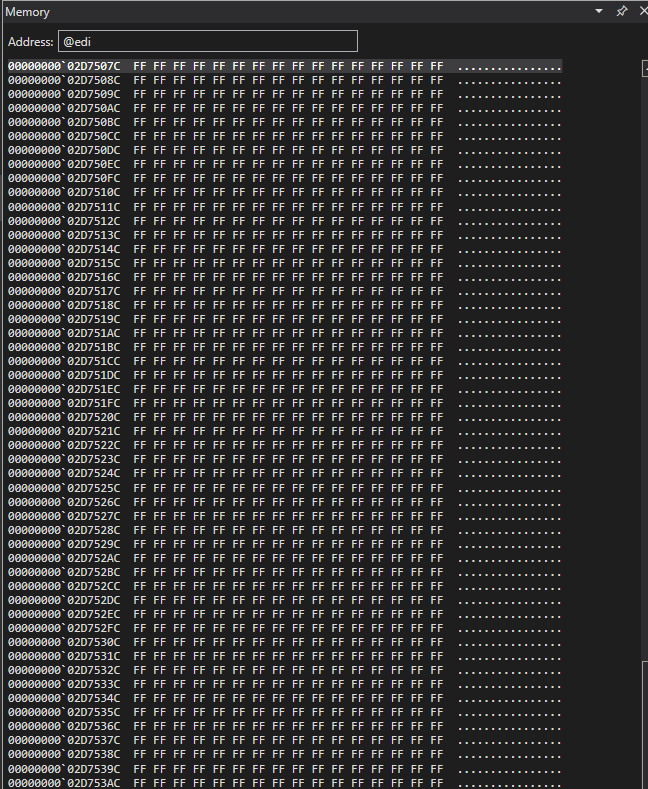 Memory
Address: @edi
00000000`02D7507C FF FF FF FF FF FF FF FF FF FF FF FF FF FF FF FF ................
00000000`02D7508C FF FF FF FF FF FF FF FF FF FF FF FF FF FF FF FF ................
00000000`02D7509C FF FF FF FF FF FF FF FF FF FF FF FF FF FF FF FF ................
00000000`02D750AC FF FF FF FF FF FF FF FF FF FF FF FF FF FF FF FF ................
00000000`02D750BC FF FF FF FF FF FF FF FF FF FF FF FF FF FF FF FF ................
00000000`02D750CC FF FF FF FF FF FF FF FF FF FF FF FF FF FF FF FF ................
00000000`02D750DC FF FF FF FF FF FF FF FF FF FF FF FF FF FF FF FF ................
00000000`02D750EC FF FF FF FF FF FF FF FF FF FF FF FF FF FF FF FF ................
00000000`02D750FC FF FF FF FF FF FF FF FF FF FF FF FF FF FF FF FF ................
00000000`02D7510C FF FF FF FF FF FF FF FF FF FF FF FF FF FF FF FF ................
00000000`02D7511C FF FF FF FF FF FF FF FF FF FF FF FF FF FF FF FF ................
00000000`02D7512C FF FF FF FF FF FF FF FF FF FF FF FF FF FF FF FF ................
00000000`02D7513C FF FF FF FF FF FF FF FF FF FF FF FF FF FF FF FF ................
00000000`02D7514C FF FF FF FF FF FF FF FF FF FF FF FF FF FF FF FF ................
00000000`02D7515C FF FF FF FF FF FF FF FF FF FF FF FF FF FF FF FF ................
00000000`02D7516C FF FF FF FF FF FF FF FF FF FF FF FF FF FF FF FF ................
00000000`02D7517C FF FF FF FF FF FF FF FF FF FF FF FF FF FF FF FF ................
00000000`02D7518C FF FF FF FF FF FF FF FF FF FF FF FF FF FF FF FF ................
00000000`02D7519C FF FF FF FF FF FF FF FF FF FF FF FF FF FF FF FF ................
00000000`02D751AC FF FF FF FF FF FF FF FF FF FF FF FF FF FF FF FF ................
00000000`02D751BC FF FF FF FF FF FF FF FF FF FF FF FF FF FF FF FF ................
00000000`02D751CC FF FF FF FF FF FF FF FF FF FF FF FF FF FF FF FF ................
00000000`02D751DC FF FF FF FF FF FF FF FF FF FF FF FF FF FF FF FF ................
00000000`02D751EC FF FF FF FF FF FF FF FF FF FF FF FF FF FF FF FF ................
00000000`02D751FC FF FF FF FF FF FF FF FF FF FF FF FF FF FF FF FF ................
00000000`02D7520C FF FF FF FF FF FF FF FF FF FF FF FF FF FF FF FF ................
00000000`02D7521C FF FF FF FF FF FF FF FF FF FF FF FF FF FF FF FF ................
00000000`02D7522C FF FF FF FF FF FF FF FF FF FF FF FF FF FF FF FF ................
00000000`02D7523C FF FF FF FF FF FF FF FF FF FF FF FF FF FF FF FF ................
00000000`02D7524C FF FF FF FF FF FF FF FF FF FF FF FF FF FF FF FF ................
00000000`02D7525C FF FF FF FF FF FF FF FF FF FF FF FF FF FF FF FF ................
00000000`02D7526C FF FF FF FF FF FF FF FF FF FF FF FF FF FF FF FF ................
00000000`02D7527C FF FF FF FF FF FF FF FF FF FF FF FF FF FF FF FF ................
00000000`02D7528C FF FF FF FF FF FF FF FF FF FF FF FF FF FF FF FF ................
00000000`02D7529C FF FF FF FF FF FF FF FF FF FF FF FF FF FF FF FF ................
00000000`02D752AC FF FF FF FF FF FF FF FF FF FF FF FF FF FF FF FF ................
00000000`02D752BC FF FF FF FF FF FF FF FF FF FF FF FF FF FF FF FF ................
00000000`02D752CC FF FF FF FF FF FF FF FF FF FF FF FF FF FF FF FF ................
00000000`02D752DC FF FF FF FF FF FF FF FF FF FF FF FF FF FF FF FF ................
00000000`02D752EC FF FF FF FF FF FF FF FF FF FF FF FF FF FF FF FF ................
00000000`02D752FC FF FF FF FF FF FF FF FF FF FF FF FF FF FF FF FF ................
00000000`02D7530C FF FF FF FF FF FF FF FF FF FF FF FF FF FF FF FF ................
00000000`02D7531C FF FF FF FF FF FF FF FF FF FF FF FF FF FF FF FF ................
00000000`02D7532C FF FF FF FF FF FF FF FF FF FF FF FF FF FF FF FF ................
00000000`02D7533C FF FF FF FF FF FF FF FF FF FF FF FF FF FF FF FF ................
00000000`02D7534C FF FF FF FF FF FF FF FF FF FF FF FF FF FF FF FF ................
00000000`02D7535C FF FF FF FF FF FF FF FF FF FF FF FF FF FF FF FF ................
00000000`02D7536C FF FF FF FF FF FF FF FF FF FF FF FF FF FF FF FF ................
00000000`02D7537C FF FF FF FF FF FF FF FF FF FF FF FF FF FF FF FF ................
00000000`02D7538C FF FF FF FF FF FF FF FF FF FF FF FF FF FF FF FF ................
00000000`02D7539C FF FF FF FF FF FF FF FF FF FF FF FF FF FF FF FF ................
00000000`02D753AC FF FF FF FF FF FF FF FF FF FF FF FF FF FF FF FF ................